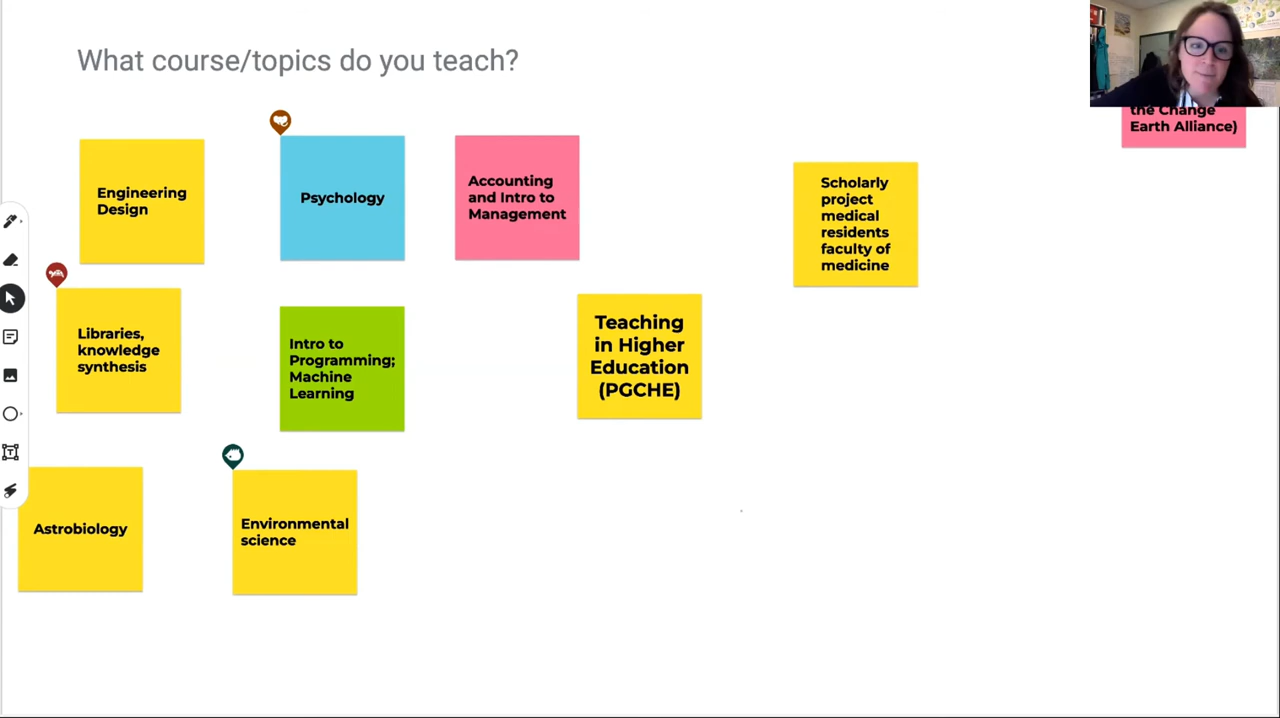 What course/topics do you teach?
the Change
Earth Alliance)
Engineering
Design
Psychology
Accounting
and Intro to
Management
Scholarly
project
medical
residents
faculty of
medicine
Libraries,
knowledge
synthesis
Intro to
Programming;
Machine
Learning
Teaching
in Higher
Education
(PGCHE)
Astrobiology
Environmental
science